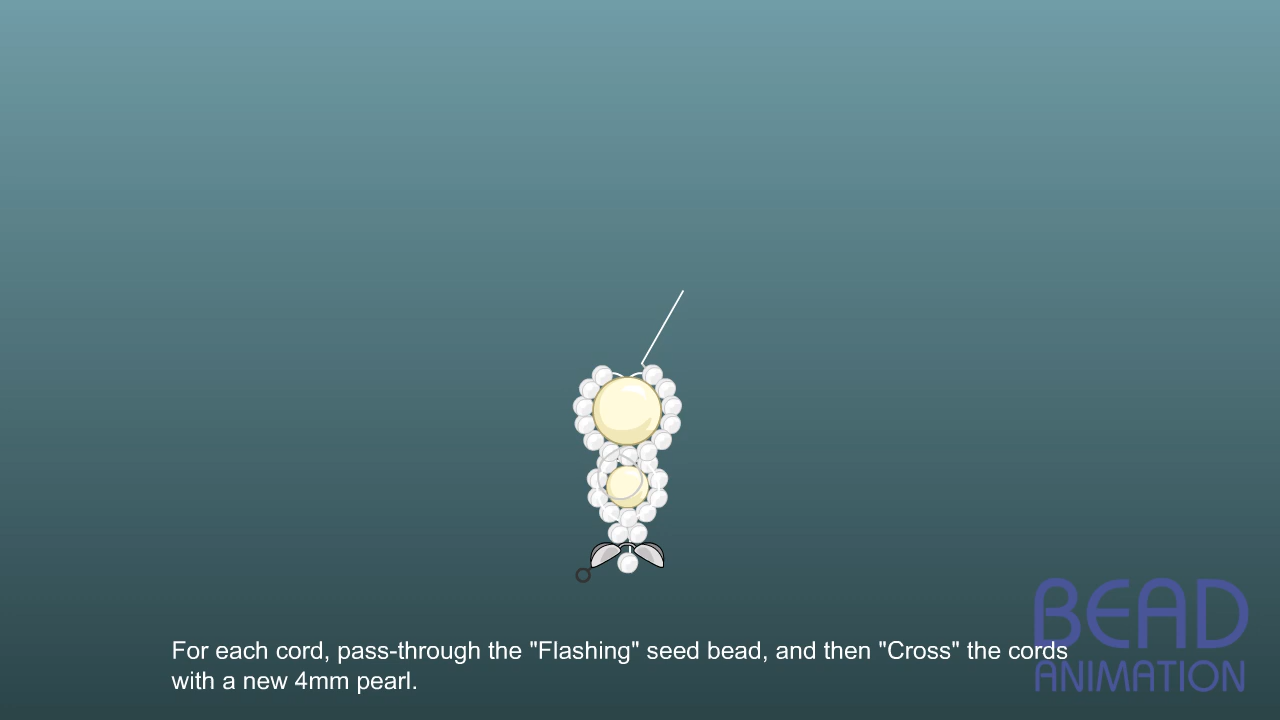 For each cord, pass-through the "Flashing" seed bead, and then "Cross" the cords
with a new 4mm pearl.
BEAD
ANIMATION